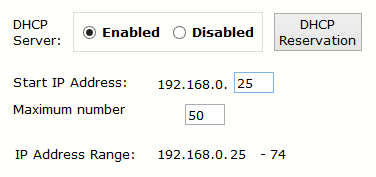 DHCP Server: Enabled Disabled DHCP Reservation
Start IP Address: 192.168.0. 25
Maximum number 50
IP Address Range: 192.168.0.25 - 74